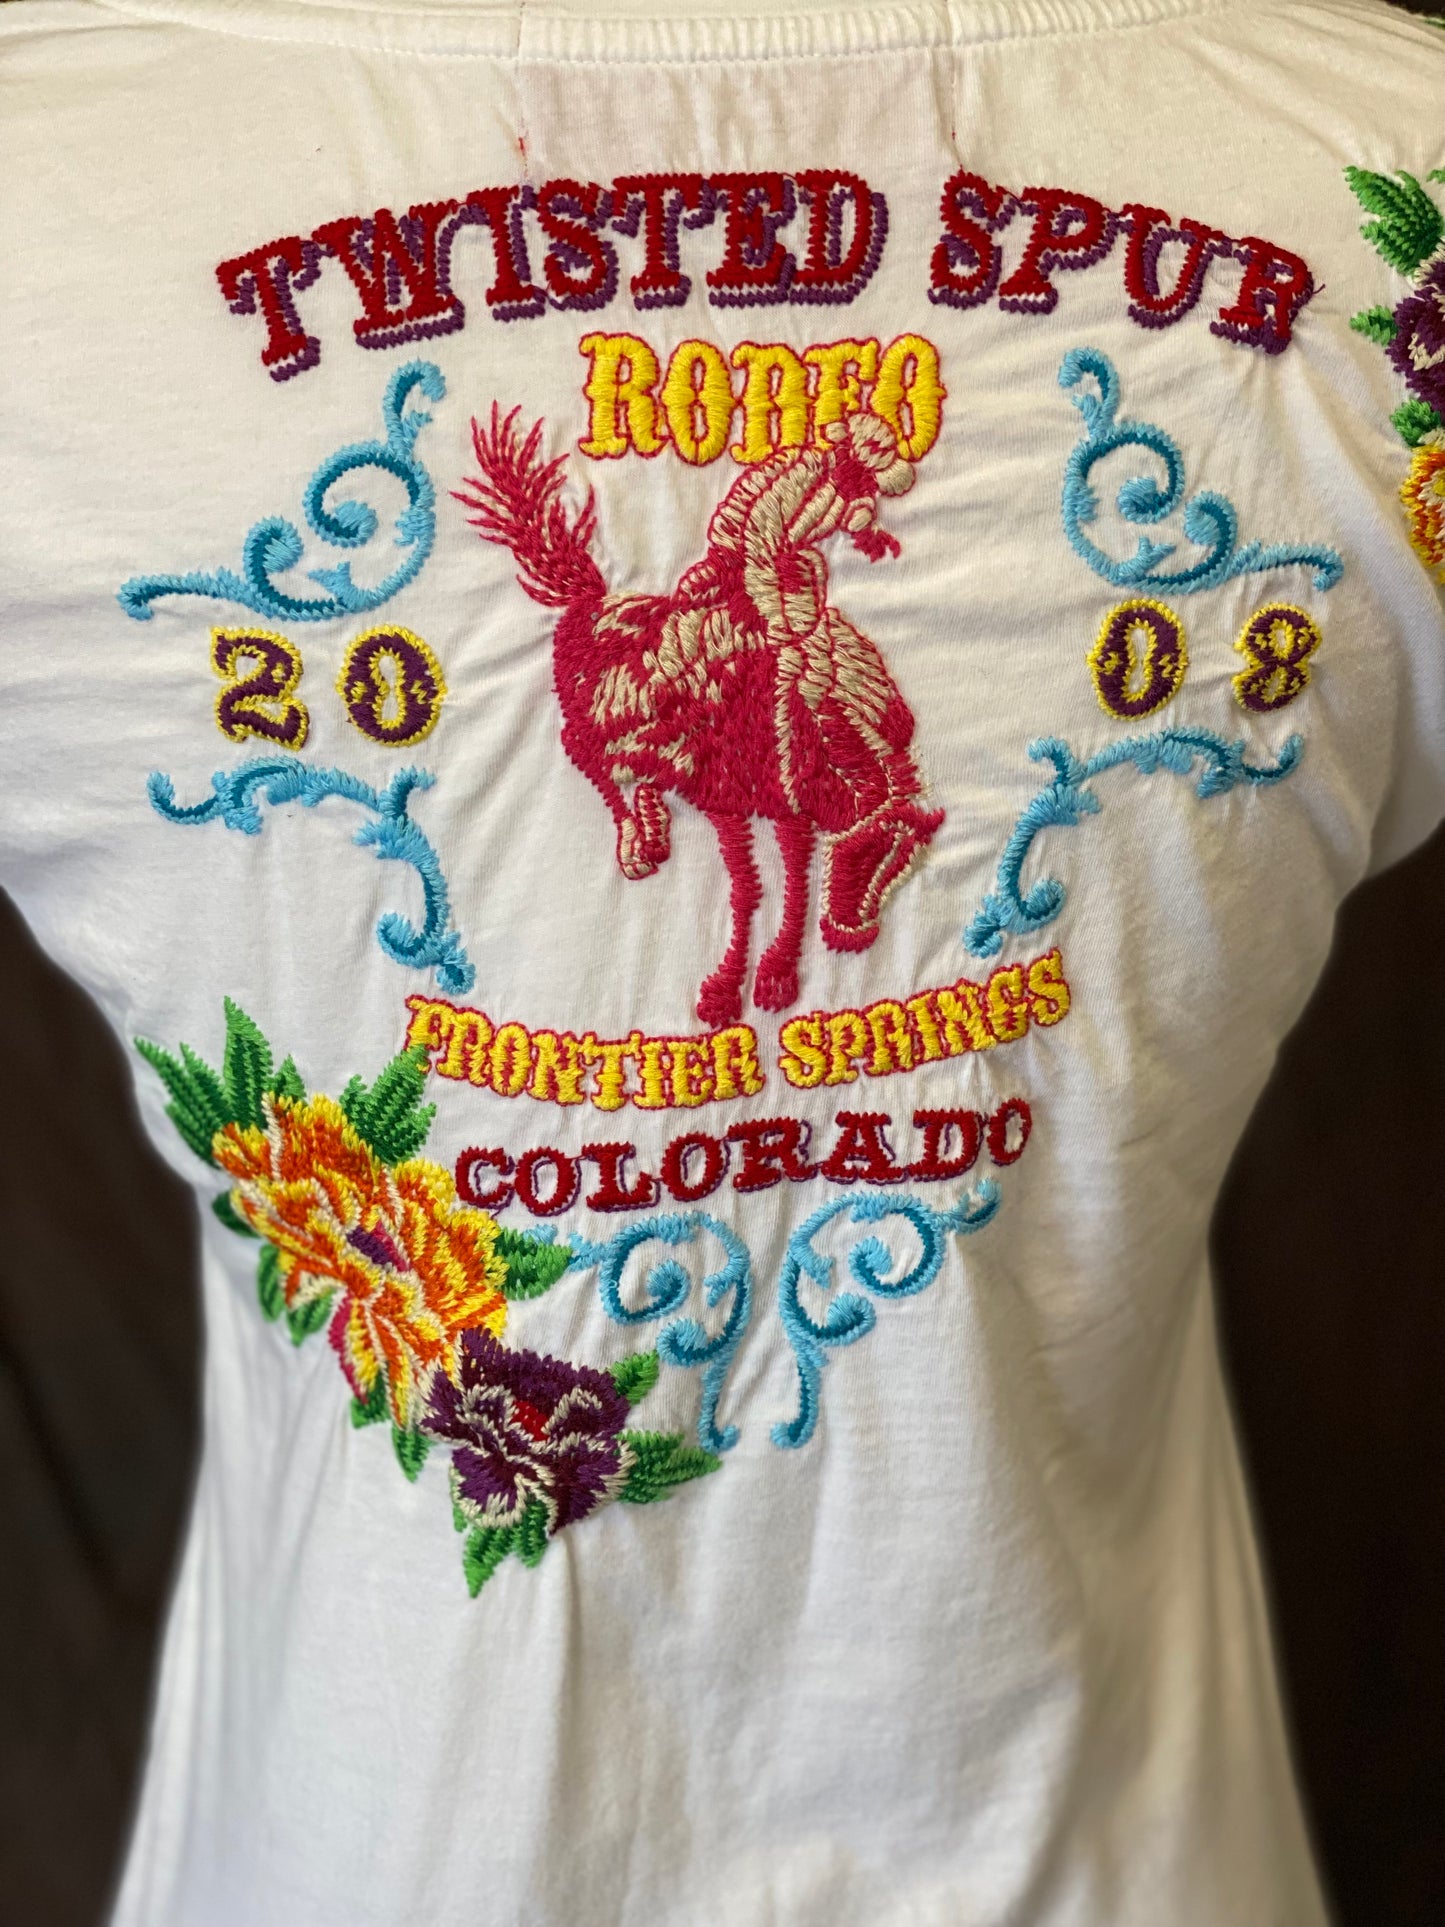 TWISTED SPUR
RODEO
20 08
FRONTIER SPRINGS
COLORADO